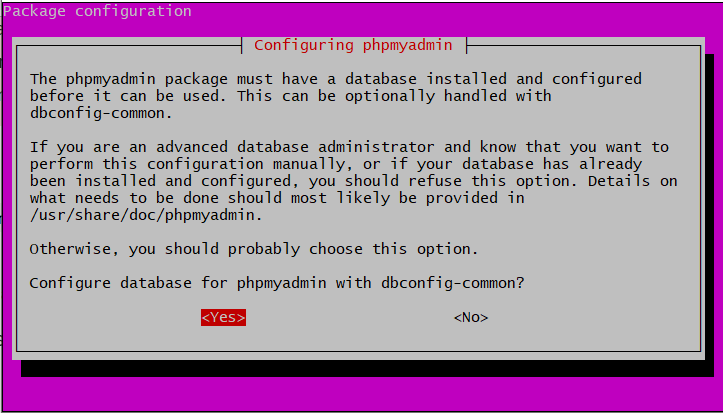 Package configuration
Configuring phpmyadmin
The phpmyadmin package must have a database installed and configured
before it can be used. This can be optionally handled with
dbconfig-common.
If you are an advanced database administrator and know that you want to
perform this configuration manually, or if your database has already
been installed and configured, you should refuse this option. Details on
what needs to be done should most likely be provided in
/usr/share/doc/phpmyadmin.
Otherwise, you should probably choose this option.
Configure database for phpmyadmin with dbconfig-common?
<Yes> <No>